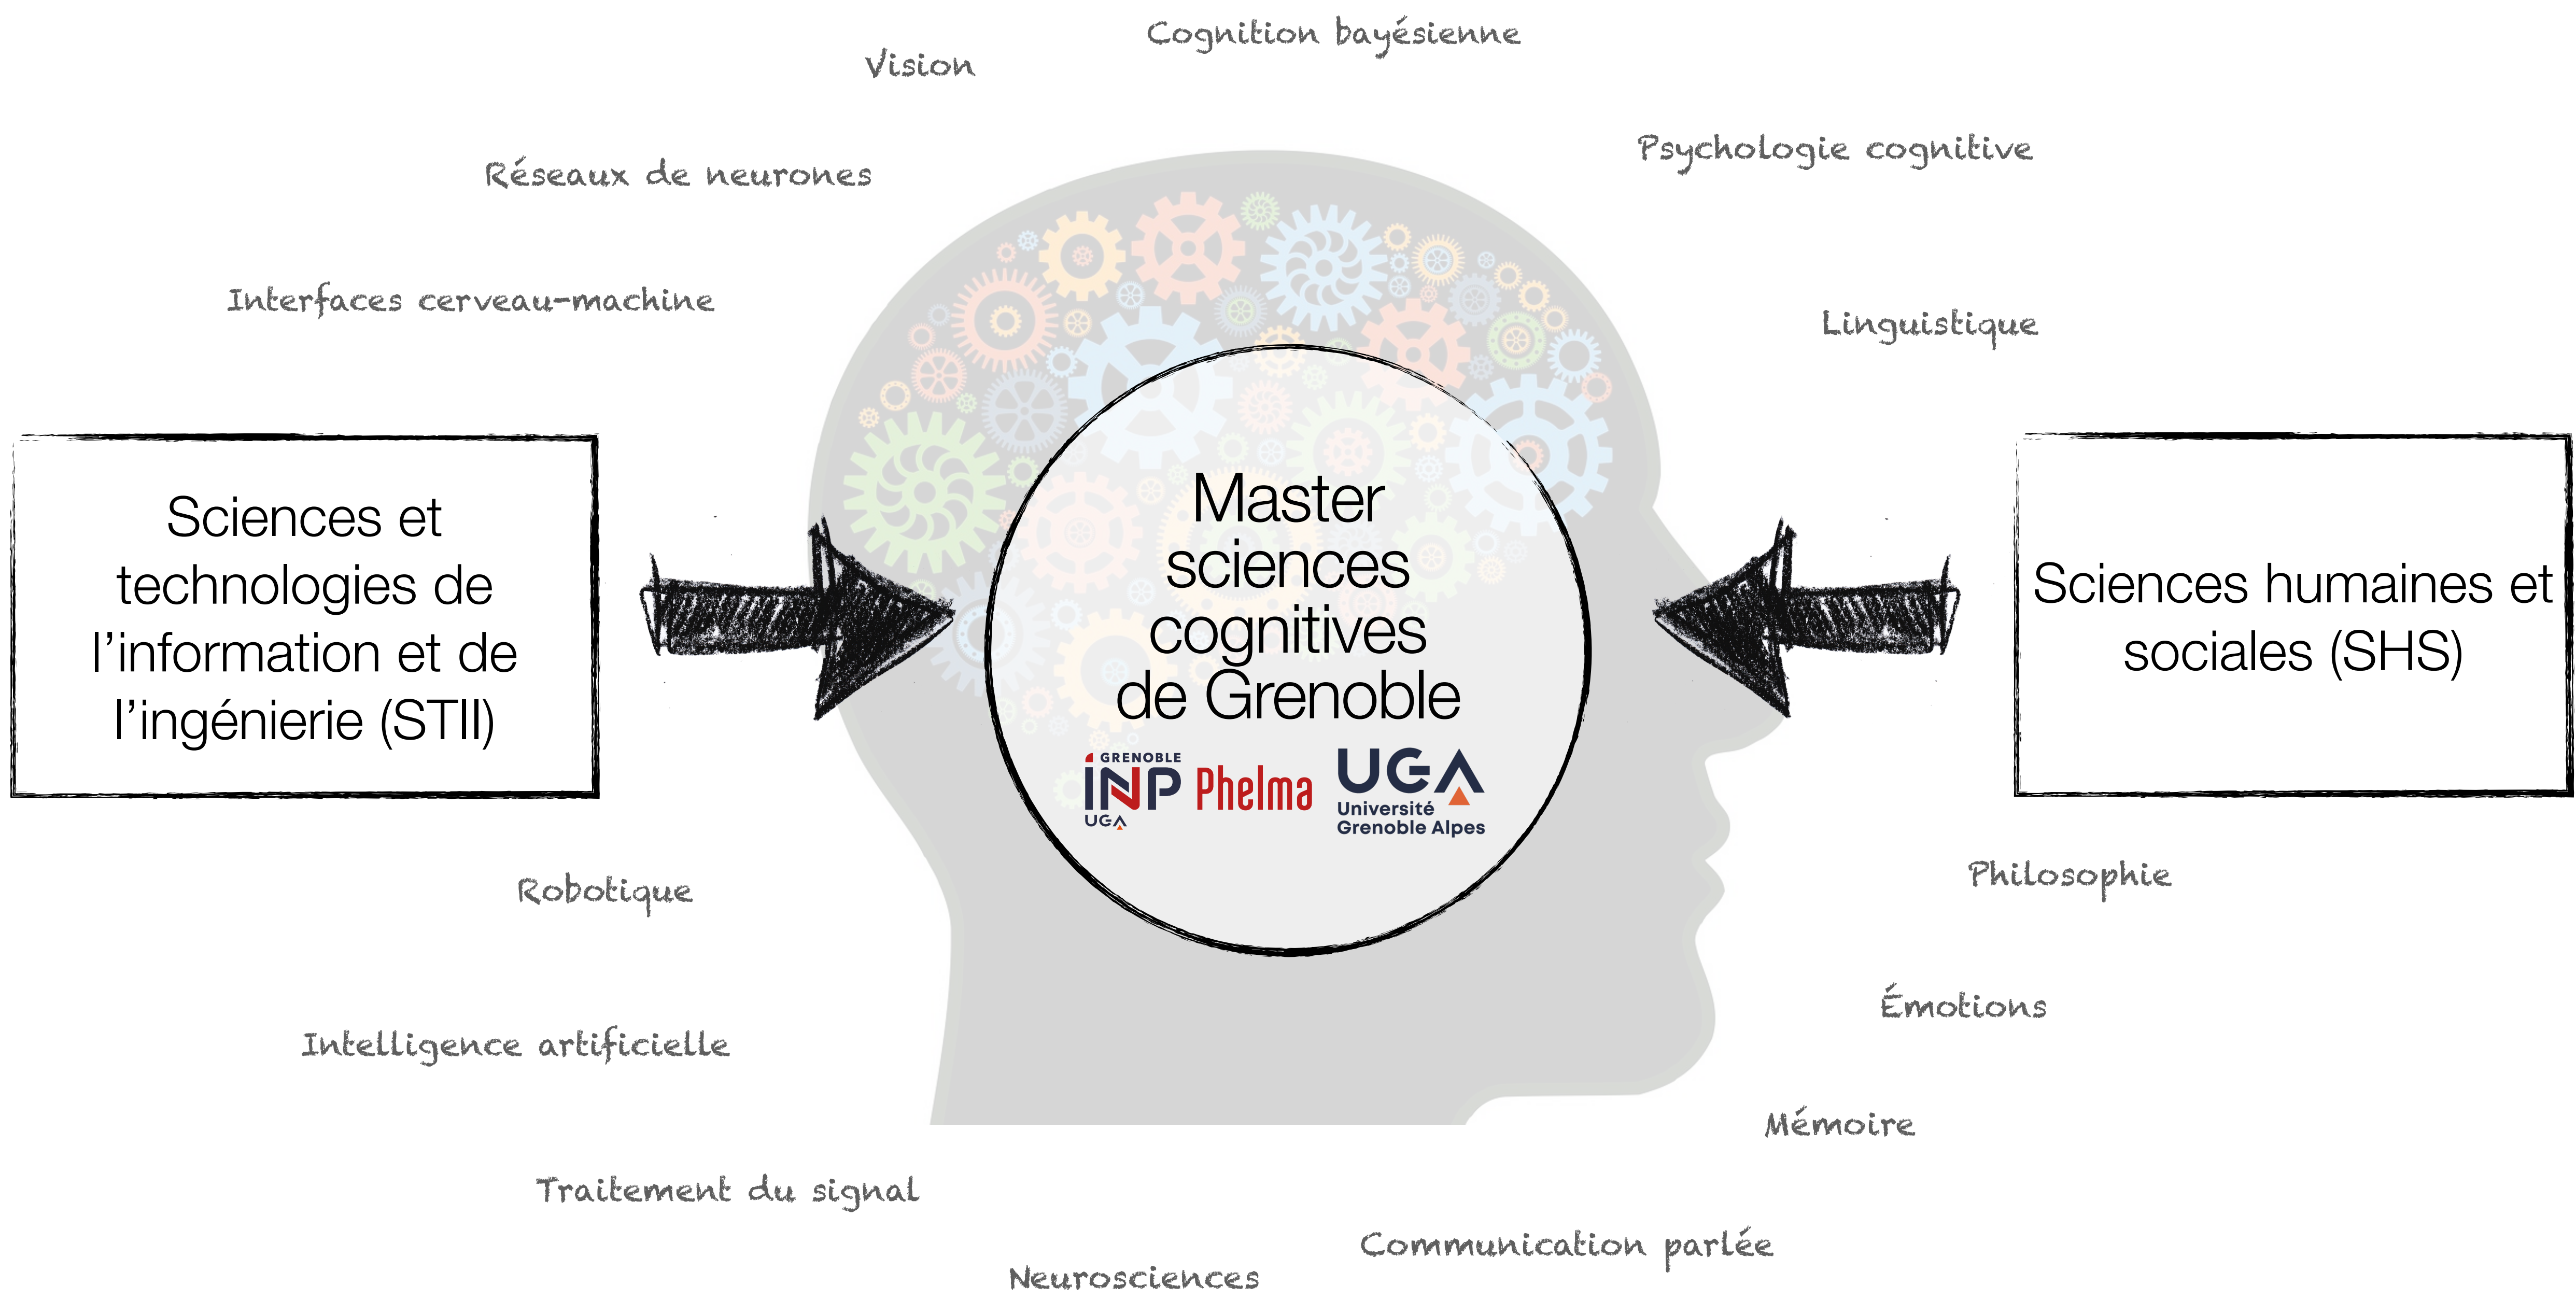 Cognition bayésienne
Vision
Psychologie cognitive
Réseaux de neurones
Interfaces cerveau-machine
Linguistique
Sciences et
technologies de
l’information et de
l’ingénierie (STII)
Master
sciences
cognitives
de Grenoble
GRENOBLE
INP
UGA
Phelma
UGA
Université
Grenoble Alpes
Sciences humaines et
sociales (SHS)
Robotique
Philosophie
Émotions
Intelligence artificielle
Mémoire
Traitement du signal
Communication parlée
Neurosciences